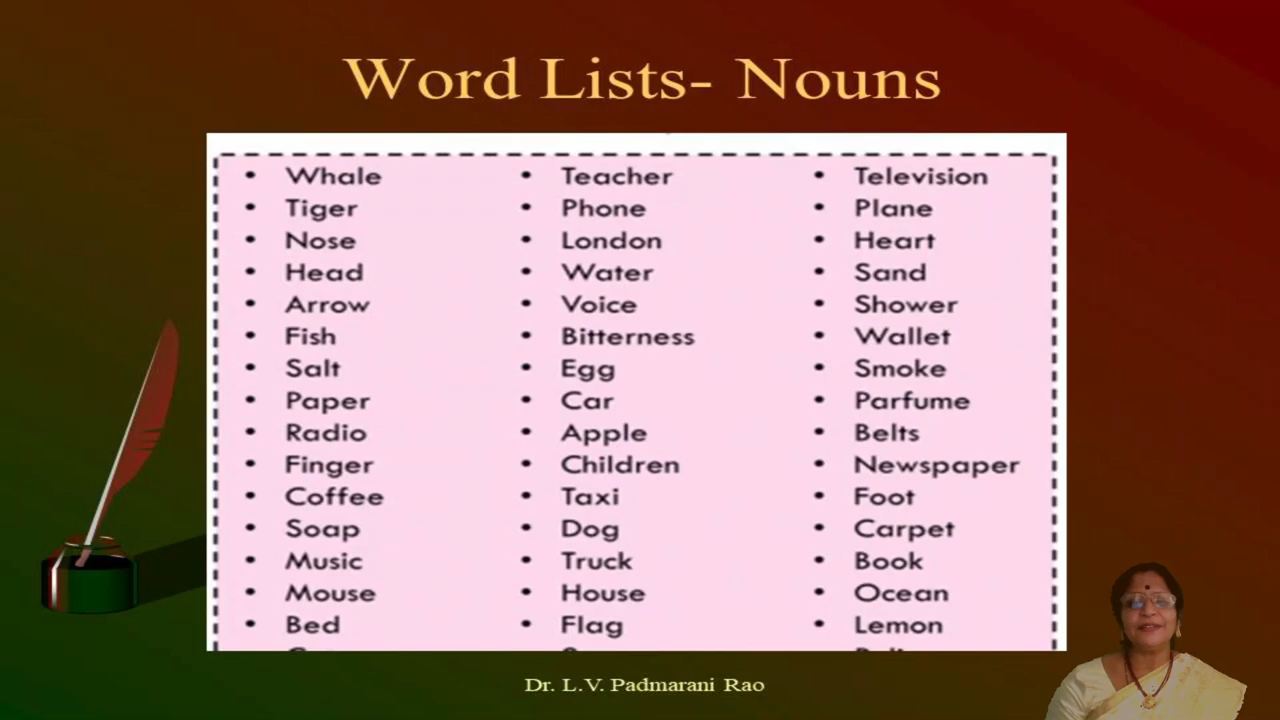 Word Lists- Nouns
• Whale • Teacher • Television
• Tiger • Phone • Plane
• Nose • London • Heart
• Head • Water • Sand
• Arrow • Voice • Shower
• Fish • Bitterness • Wallet
• Salt • Egg • Smoke
• Paper • Car • Parfume
• Radio • Apple • Belts
• Finger • Children • Newspaper
• Coffee • Taxi • Foot
• Soap • Dog • Carpet
• Music • Truck • Book
• Mouse • House • Ocean
• Bed • Flag • Lemon
Dr. L.V. Padmarani Rao